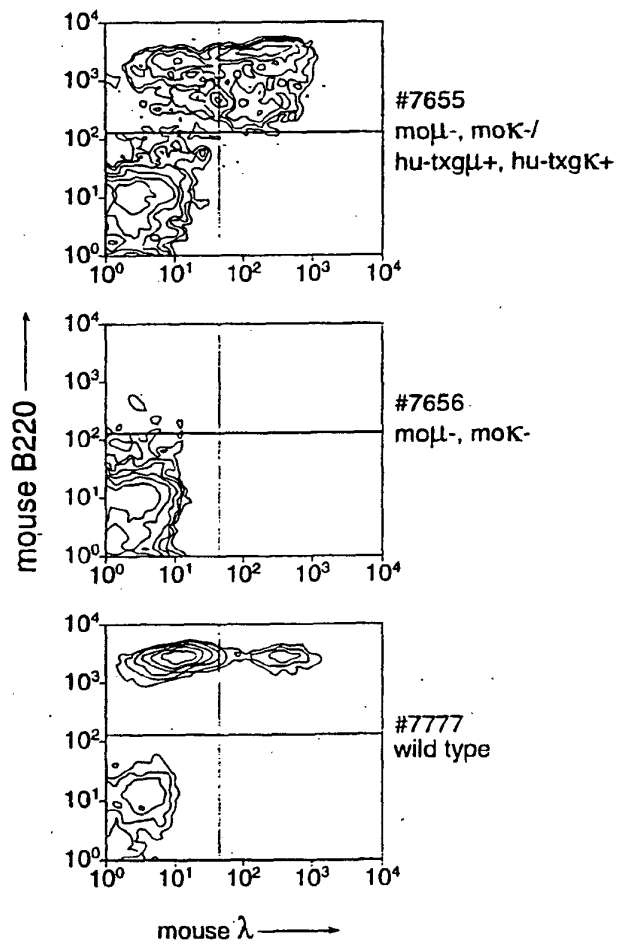 10⁴
10³
10²
10¹
10⁰
10⁰ 10¹ 10² 10³ 10⁴
#7655
moμ-, moκ-/
hu-txgμ+, hu-txgκ+
10⁴
10³
10²
10¹
10⁰
10⁰ 10¹ 10² 10³ 10⁴
#7656
moμ-, moκ-
mouse B220
10⁴
10³
10²
10¹
10⁰
10⁰ 10¹ 10² 10³ 10⁴
#7777
wild type
mouse λ